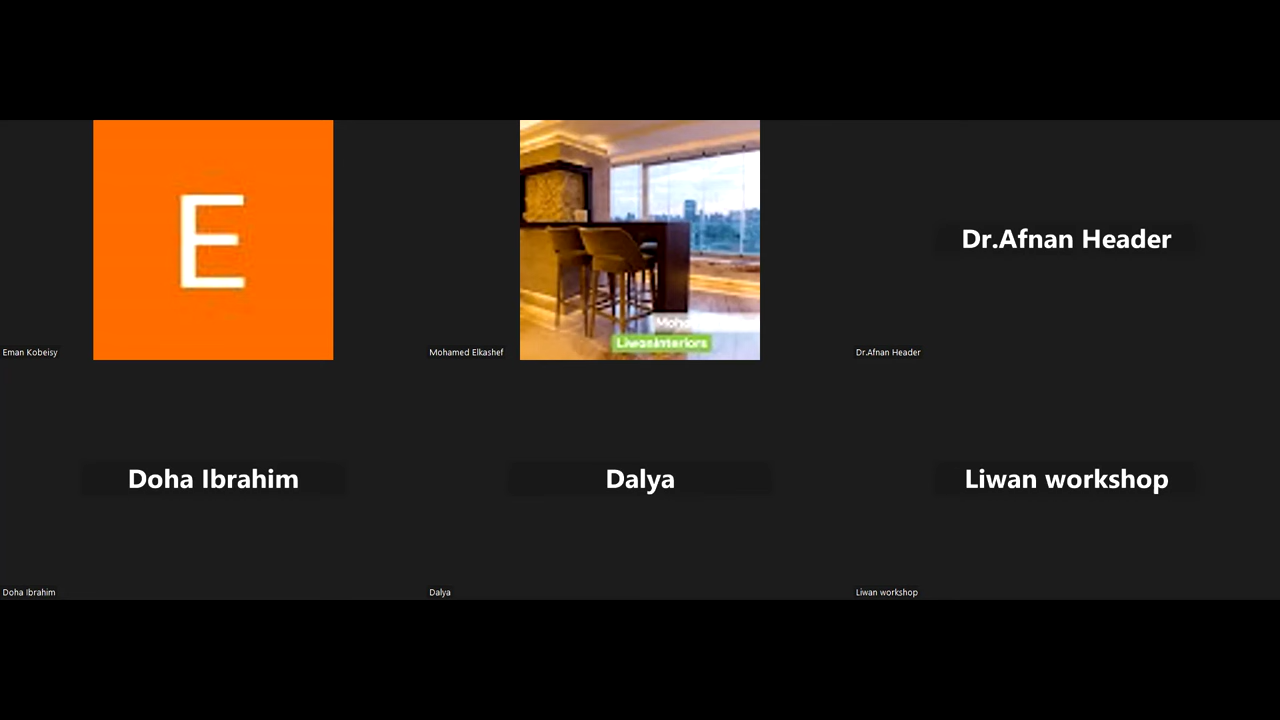 E
Eman Kobeisy
Moha
LiwanInteriors
Mohamed Elkashef
Dr.Afnan Header
Dr.Afnan Header
Doha Ibrahim
Doha Ibrahim
Dalya
Dalya
Liwan workshop
Liwan workshop